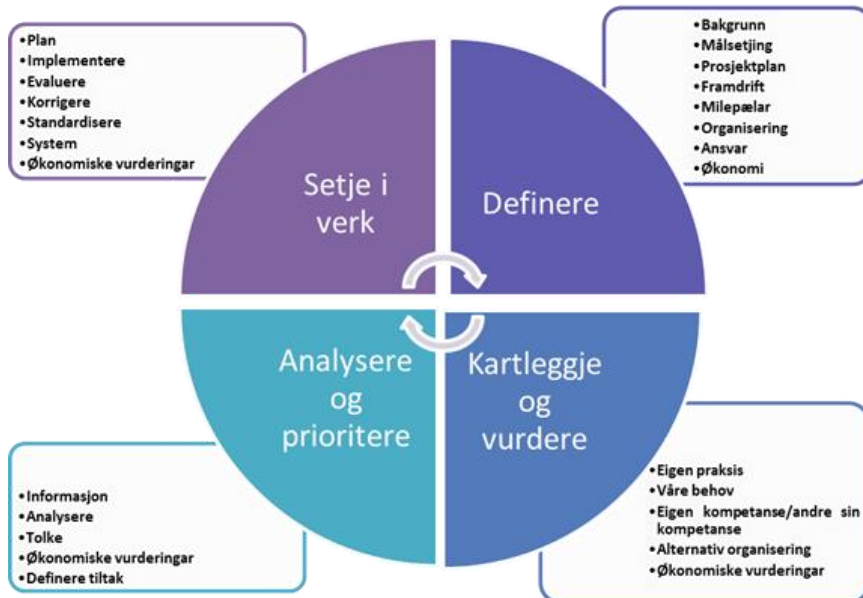 •Plan
•Implementere
•Evaluere
•Korrigere
•Standardisere
•System
•Økonomiske vurderingar
•Bakgrunn
•Målsetjing
•Prosjektplan
•Framdrift
•Milepælar
•Organisering
•Ansvar
•Økonomi
Setje i
verk
Definere
Analysere
og
prioritere
Kartleggje
og
vurdere
•Informasjon
•Analysere
•Tolke
•Økonomiske vurderingar
•Definere tiltak
•Eigen praksis
•Våre behov
•Eigen kompetanse/andre sin
kompetanse
•Alternativ organisering
•Økonomiske vurderingar